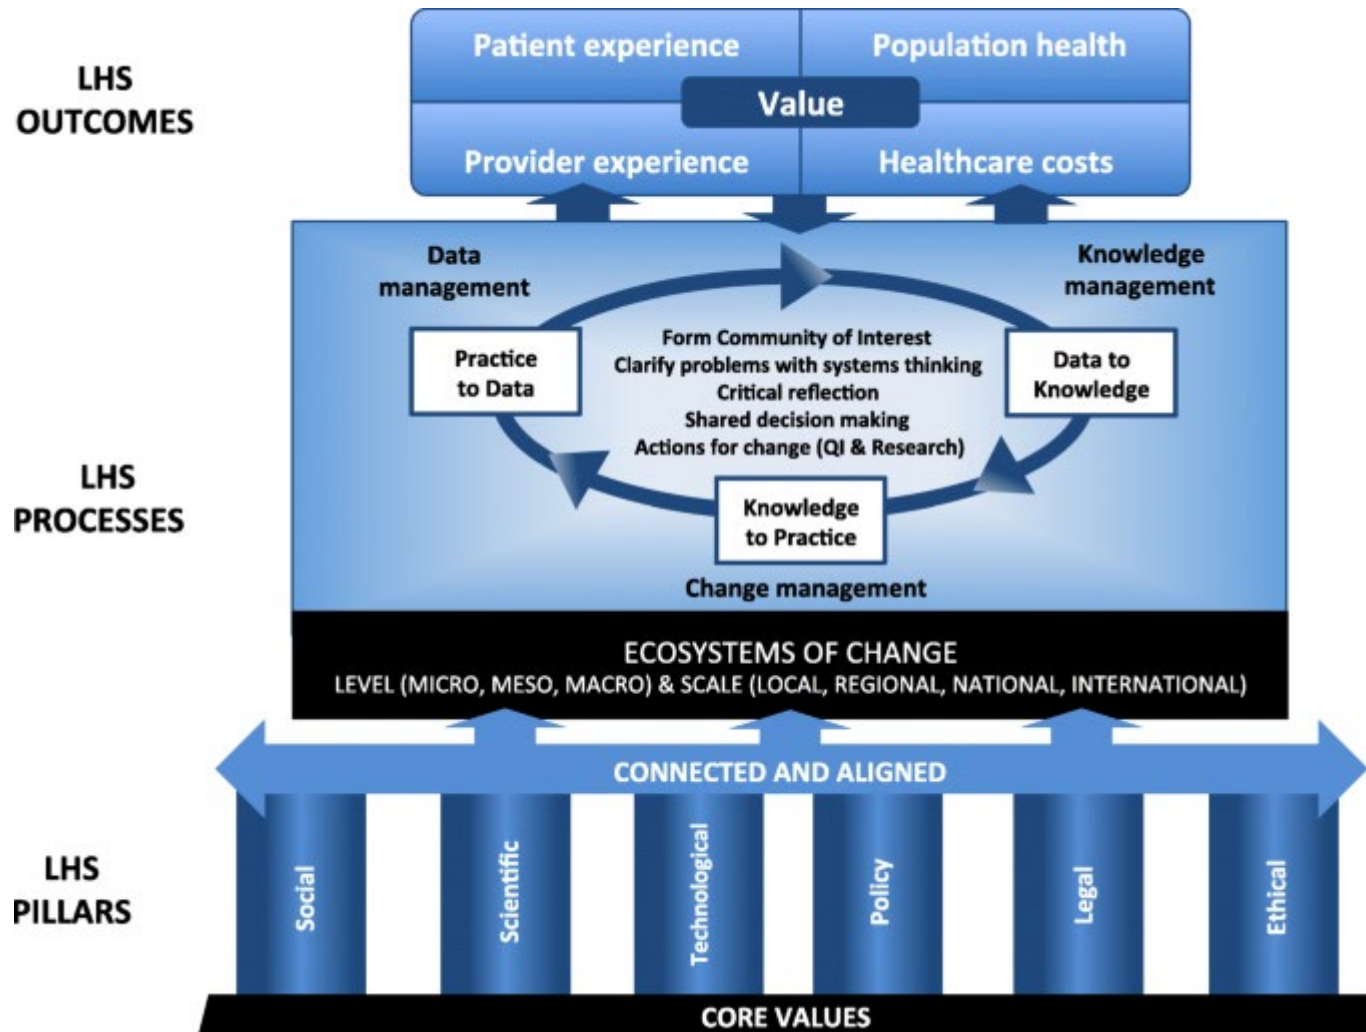 LHS
OUTCOMES
Patient experience
Population health
Value
Provider experience
Healthcare costs
LHS
PROCESSES
Data
management
Knowledge
management
Practice
to Data
Form Community of Interest
Clarify problems with systems thinking
Critical reflection
Shared decision making
Actions for change (QI & Research)
Data to
Knowledge
Knowledge
to Practice
Change management
ECOSYSTEMS OF CHANGE
LEVEL (MICRO, MESO, MACRO) & SCALE (LOCAL, REGIONAL, NATIONAL, INTERNATIONAL)
CONNECTED AND ALIGNED
LHS
PILLARS
Social
Scientific
Technological
Policy
Legal
Ethical
CORE VALUES